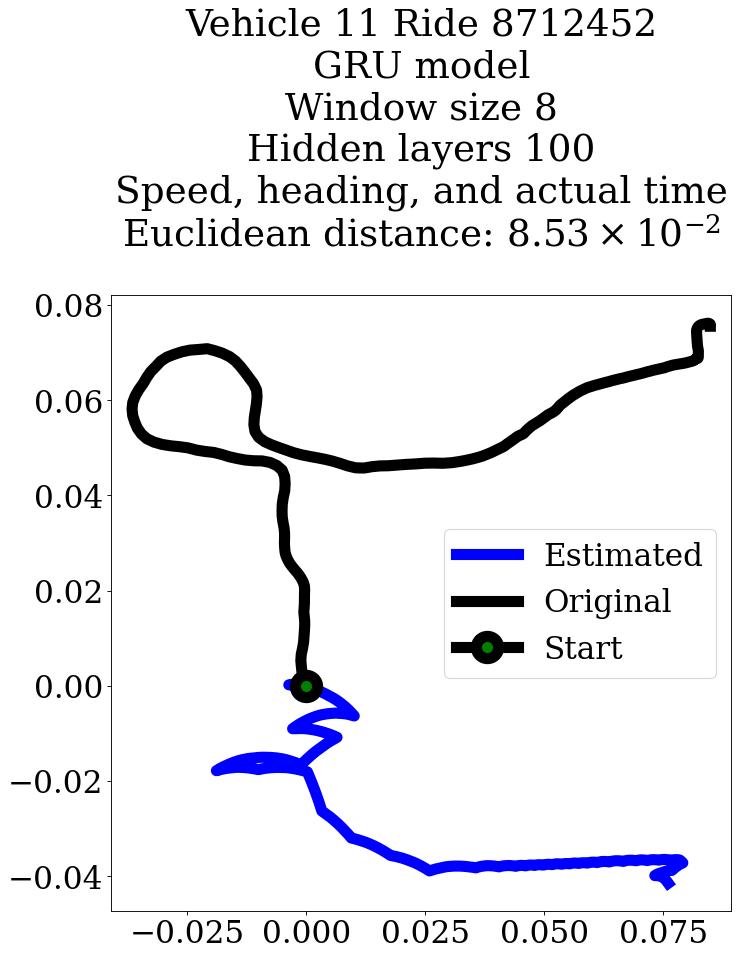 Vehicle 11 Ride 8712452
GRU model
Window size 8
Hidden layers 100
Speed, heading, and actual time
Euclidean distance: 8.53 × 10⁻²
0.08
0.06
0.04
0.02
0.00
−0.02
−0.04
Estimated
Original
Start
−0.025 0.000 0.025 0.050 0.075